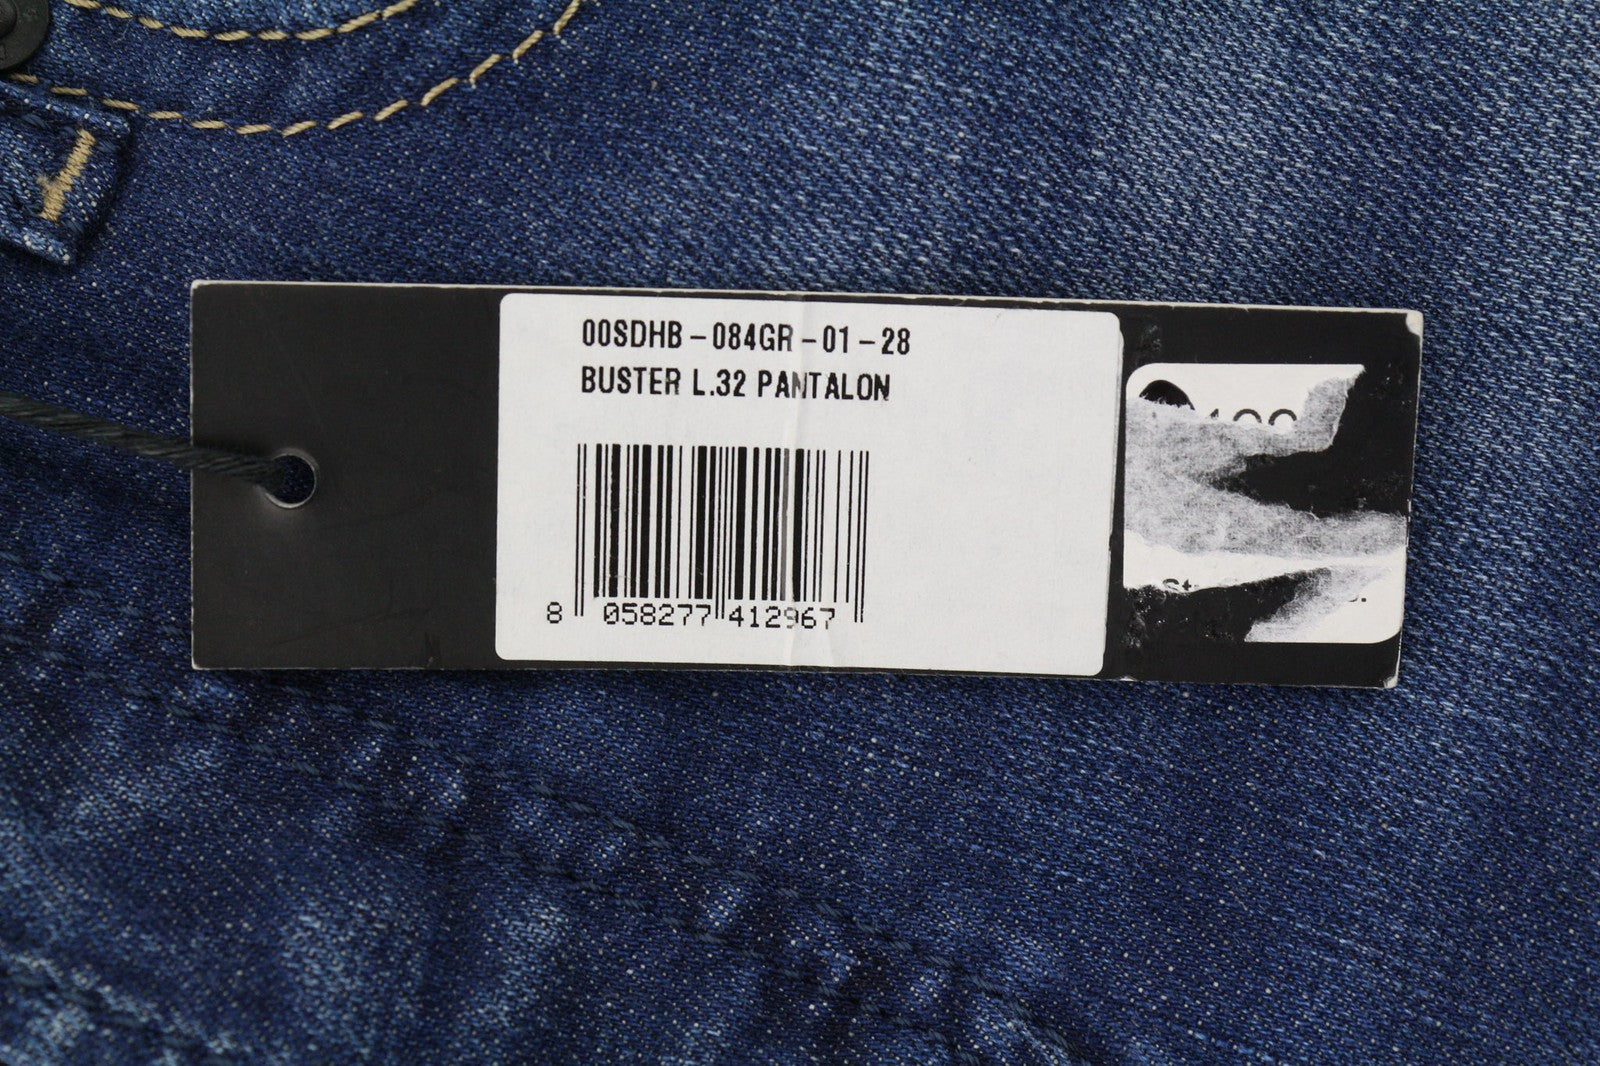 00SDHB-084GR-01-28
BUSTER L.32 PANTALON
8 058277 412967